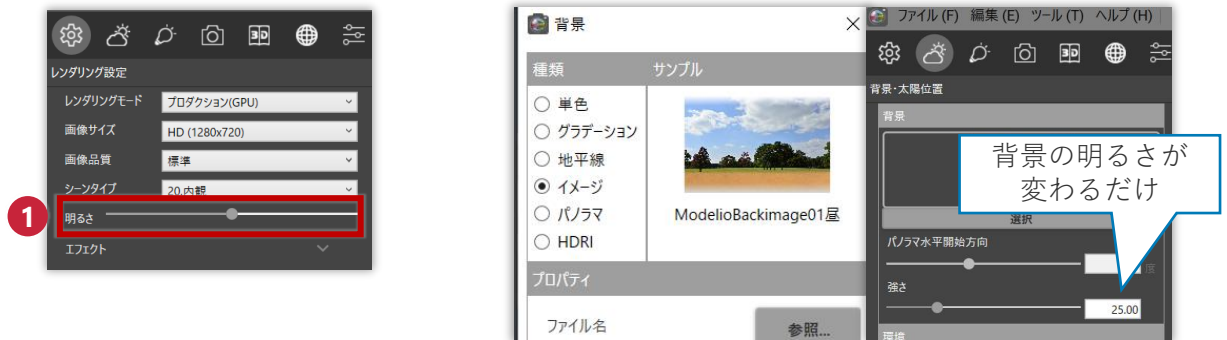 レンダリング設定
レンダリングモード プロダクション(GPU)
画像サイズ HD (1280x720)
画像品質 標準
シーンタイプ 20.内観
1 明るさ
エフェクト
背景
種類 サンプル
単色
グラデーション
地平線
イメージ
パノラマ
HDRI
ModelioBackimage01昼
プロパティ
ファイル名 参照...
ファイル(F) 編集(E) ツール(T) ヘルプ(H)
3D
3D
背景・太陽位置
背景
背景の明るさが
変わるだけ
選択
パノラマ水平開始方向
度
強さ
25.00
環境